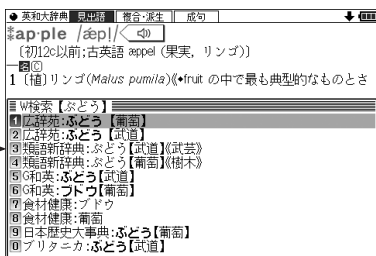 英和大辞典 見出語 複合・派生 成句
*ap·ple /ǽp!/
〔初12c以前;古英語 æppel (果実, リンゴ)〕
━名C
1 〔植〕リンゴ(Malus pumila)《◆fruit の中で最も典型的なものとさ
W検索【ぶどう】
1 広辞苑:ぶどう【葡萄】
2 広辞苑:ぶどう【武道】
3 類語新辞典:ぶどう【武道】《武芸》
4 類語新辞典:ぶどう【葡萄】《樹木》
5 G和英:ぶどう【武道】
6 G和英:ブドウ【葡萄】
7 食材健康:ブドウ
8 食材健康:葡萄
9 日本歴史大事典:ぶどう【葡萄】
0 ブリタニカ:ぶどう【武道】